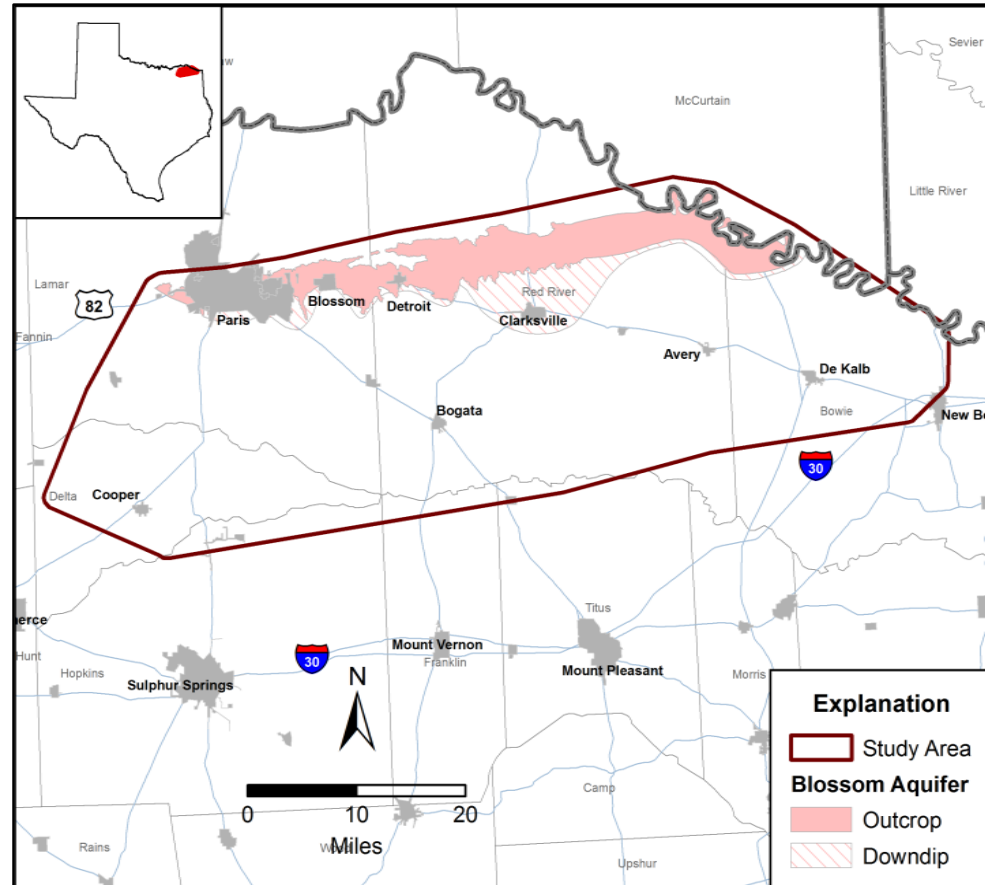 aw
Sevier
McCurtain
Little River
Lamar
82
Fannin
Paris
Blossom
Detroit
Red River
Clarksville
Avery
De Kalb
Bowie
New Bo
Bogata
30
Delta
Cooper
Titus
erce
Hunt
Mount Vernon
Franklin
30
Hopkins
Sulphur Springs
Mount Pleasant
Morris
N
0 10 20
Miles
Camp
Rains
Upshur
Explanation
Study Area
Blossom Aquifer
Outcrop
Downdip